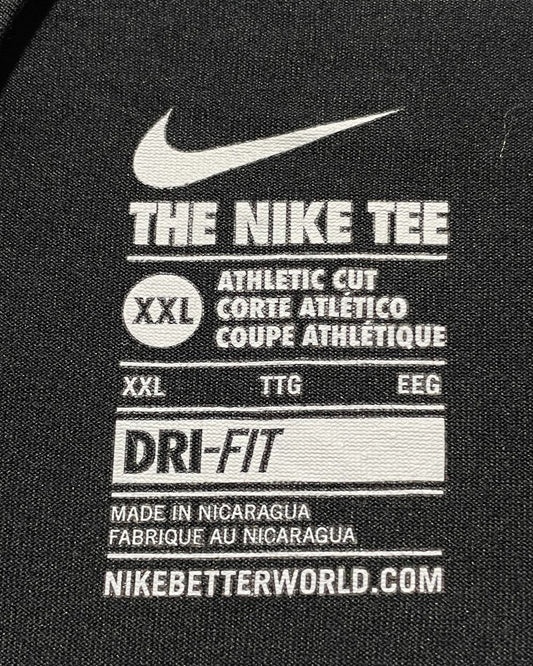 THE NIKE TEE
XXL
ATHLETIC CUT
CORTE ATLÉTICO
COUPE ATHLÉTIQUE
XXL TTG EEG
DRI-FIT
MADE IN NICARAGUA
FABRIQUE AU NICARAGUA
NIKEBETTERWORLD.COM